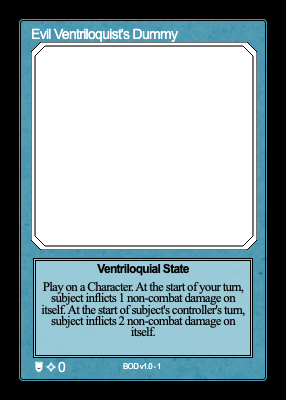 Evil Ventriloquist's Dummy
Ventriloquial State
Play on a Character. At the start of your turn,
subject inflicts 1 non-combat damage on
itself. At the start of subject's controller's turn,
subject inflicts 2 non-combat damage on
itself.
0
BOD v1.0 - 1